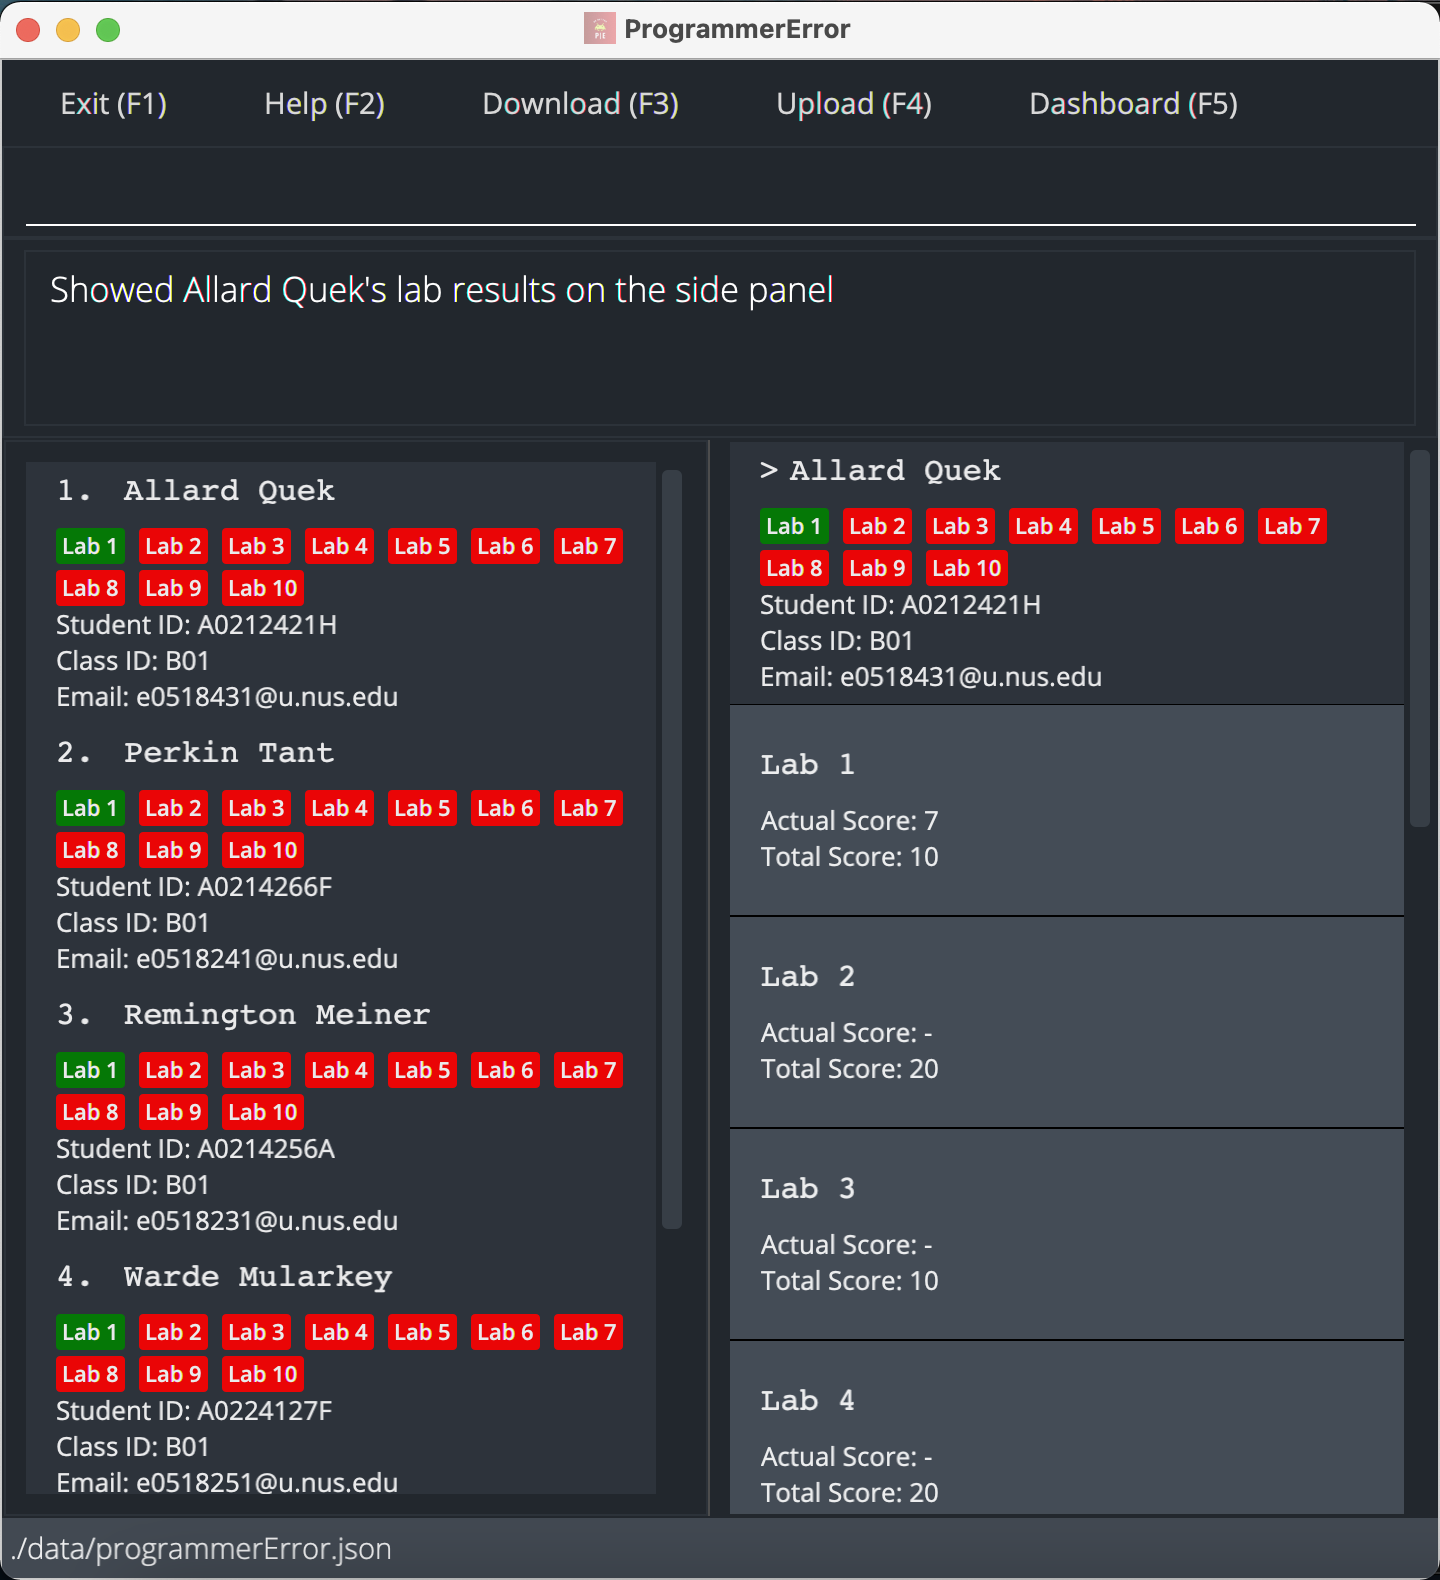 PIE
ProgrammerError
Exit (F1) Help (F2) Download (F3) Upload (F4) Dashboard (F5)
Showed Allard Quek's lab results on the side panel
1. Allard Quek
Lab 1 Lab 2 Lab 3 Lab 4 Lab 5 Lab 6 Lab 7
Lab 8 Lab 9 Lab 10
Student ID: A0212421H
Class ID: B01
Email: e0518431@u.nus.edu
2. Perkin Tant
Lab 1 Lab 2 Lab 3 Lab 4 Lab 5 Lab 6 Lab 7
Lab 8 Lab 9 Lab 10
Student ID: A0214266F
Class ID: B01
Email: e0518241@u.nus.edu
3. Remington Meiner
Lab 1 Lab 2 Lab 3 Lab 4 Lab 5 Lab 6 Lab 7
Lab 8 Lab 9 Lab 10
Student ID: A0214256A
Class ID: B01
Email: e0518231@u.nus.edu
4. Warde Mularkey
Lab 1 Lab 2 Lab 3 Lab 4 Lab 5 Lab 6 Lab 7
Lab 8 Lab 9 Lab 10
Student ID: A0224127F
Class ID: B01
Email: e0518251@u.nus.edu
> Allard Quek
Lab 1 Lab 2 Lab 3 Lab 4 Lab 5 Lab 6 Lab 7
Lab 8 Lab 9 Lab 10
Student ID: A0212421H
Class ID: B01
Email: e0518431@u.nus.edu
Lab 1
Actual Score: 7
Total Score: 10
Lab 2
Actual Score: -
Total Score: 20
Lab 3
Actual Score: -
Total Score: 10
Lab 4
Actual Score: -
Total Score: 20
./data/programmerError.json